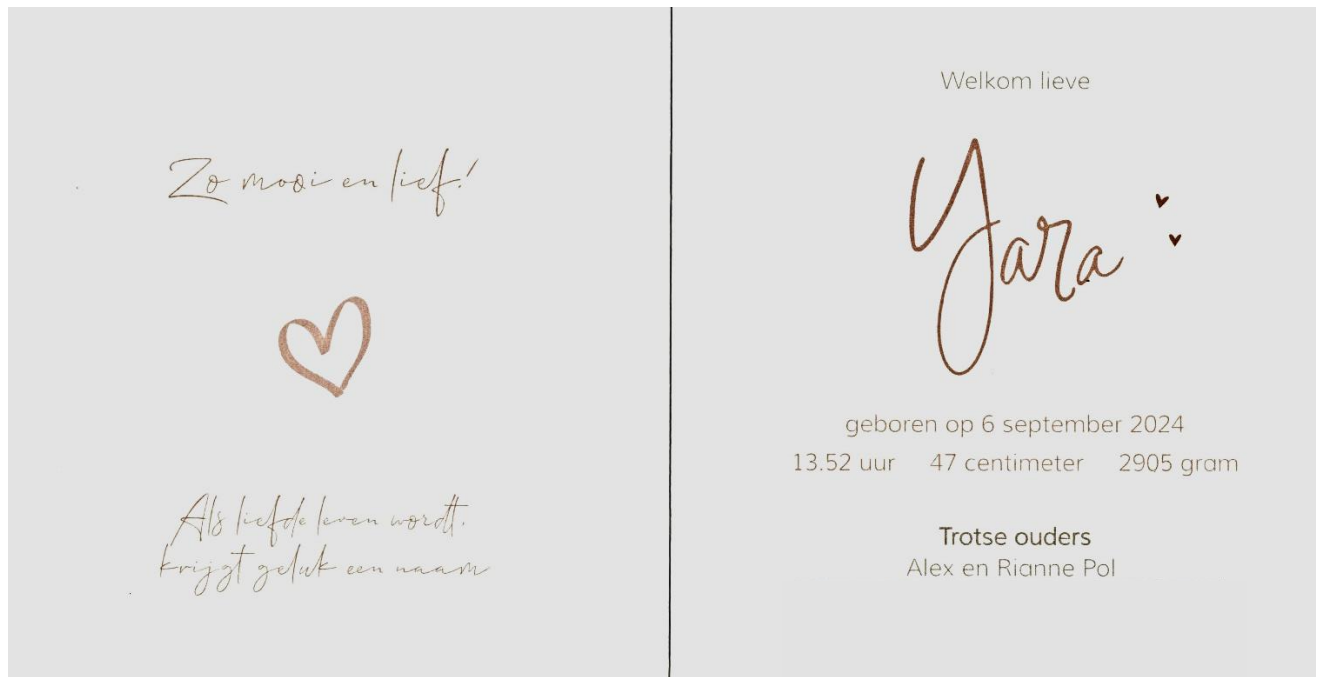 Zo mooi en lief!
Als liefde leven wordt,
krijgt geluk een naam
Welkom lieve
Yara
geboren op 6 september 2024
13.52 uur 47 centimeter 2905 gram
Trotse ouders
Alex en Rianne Pol